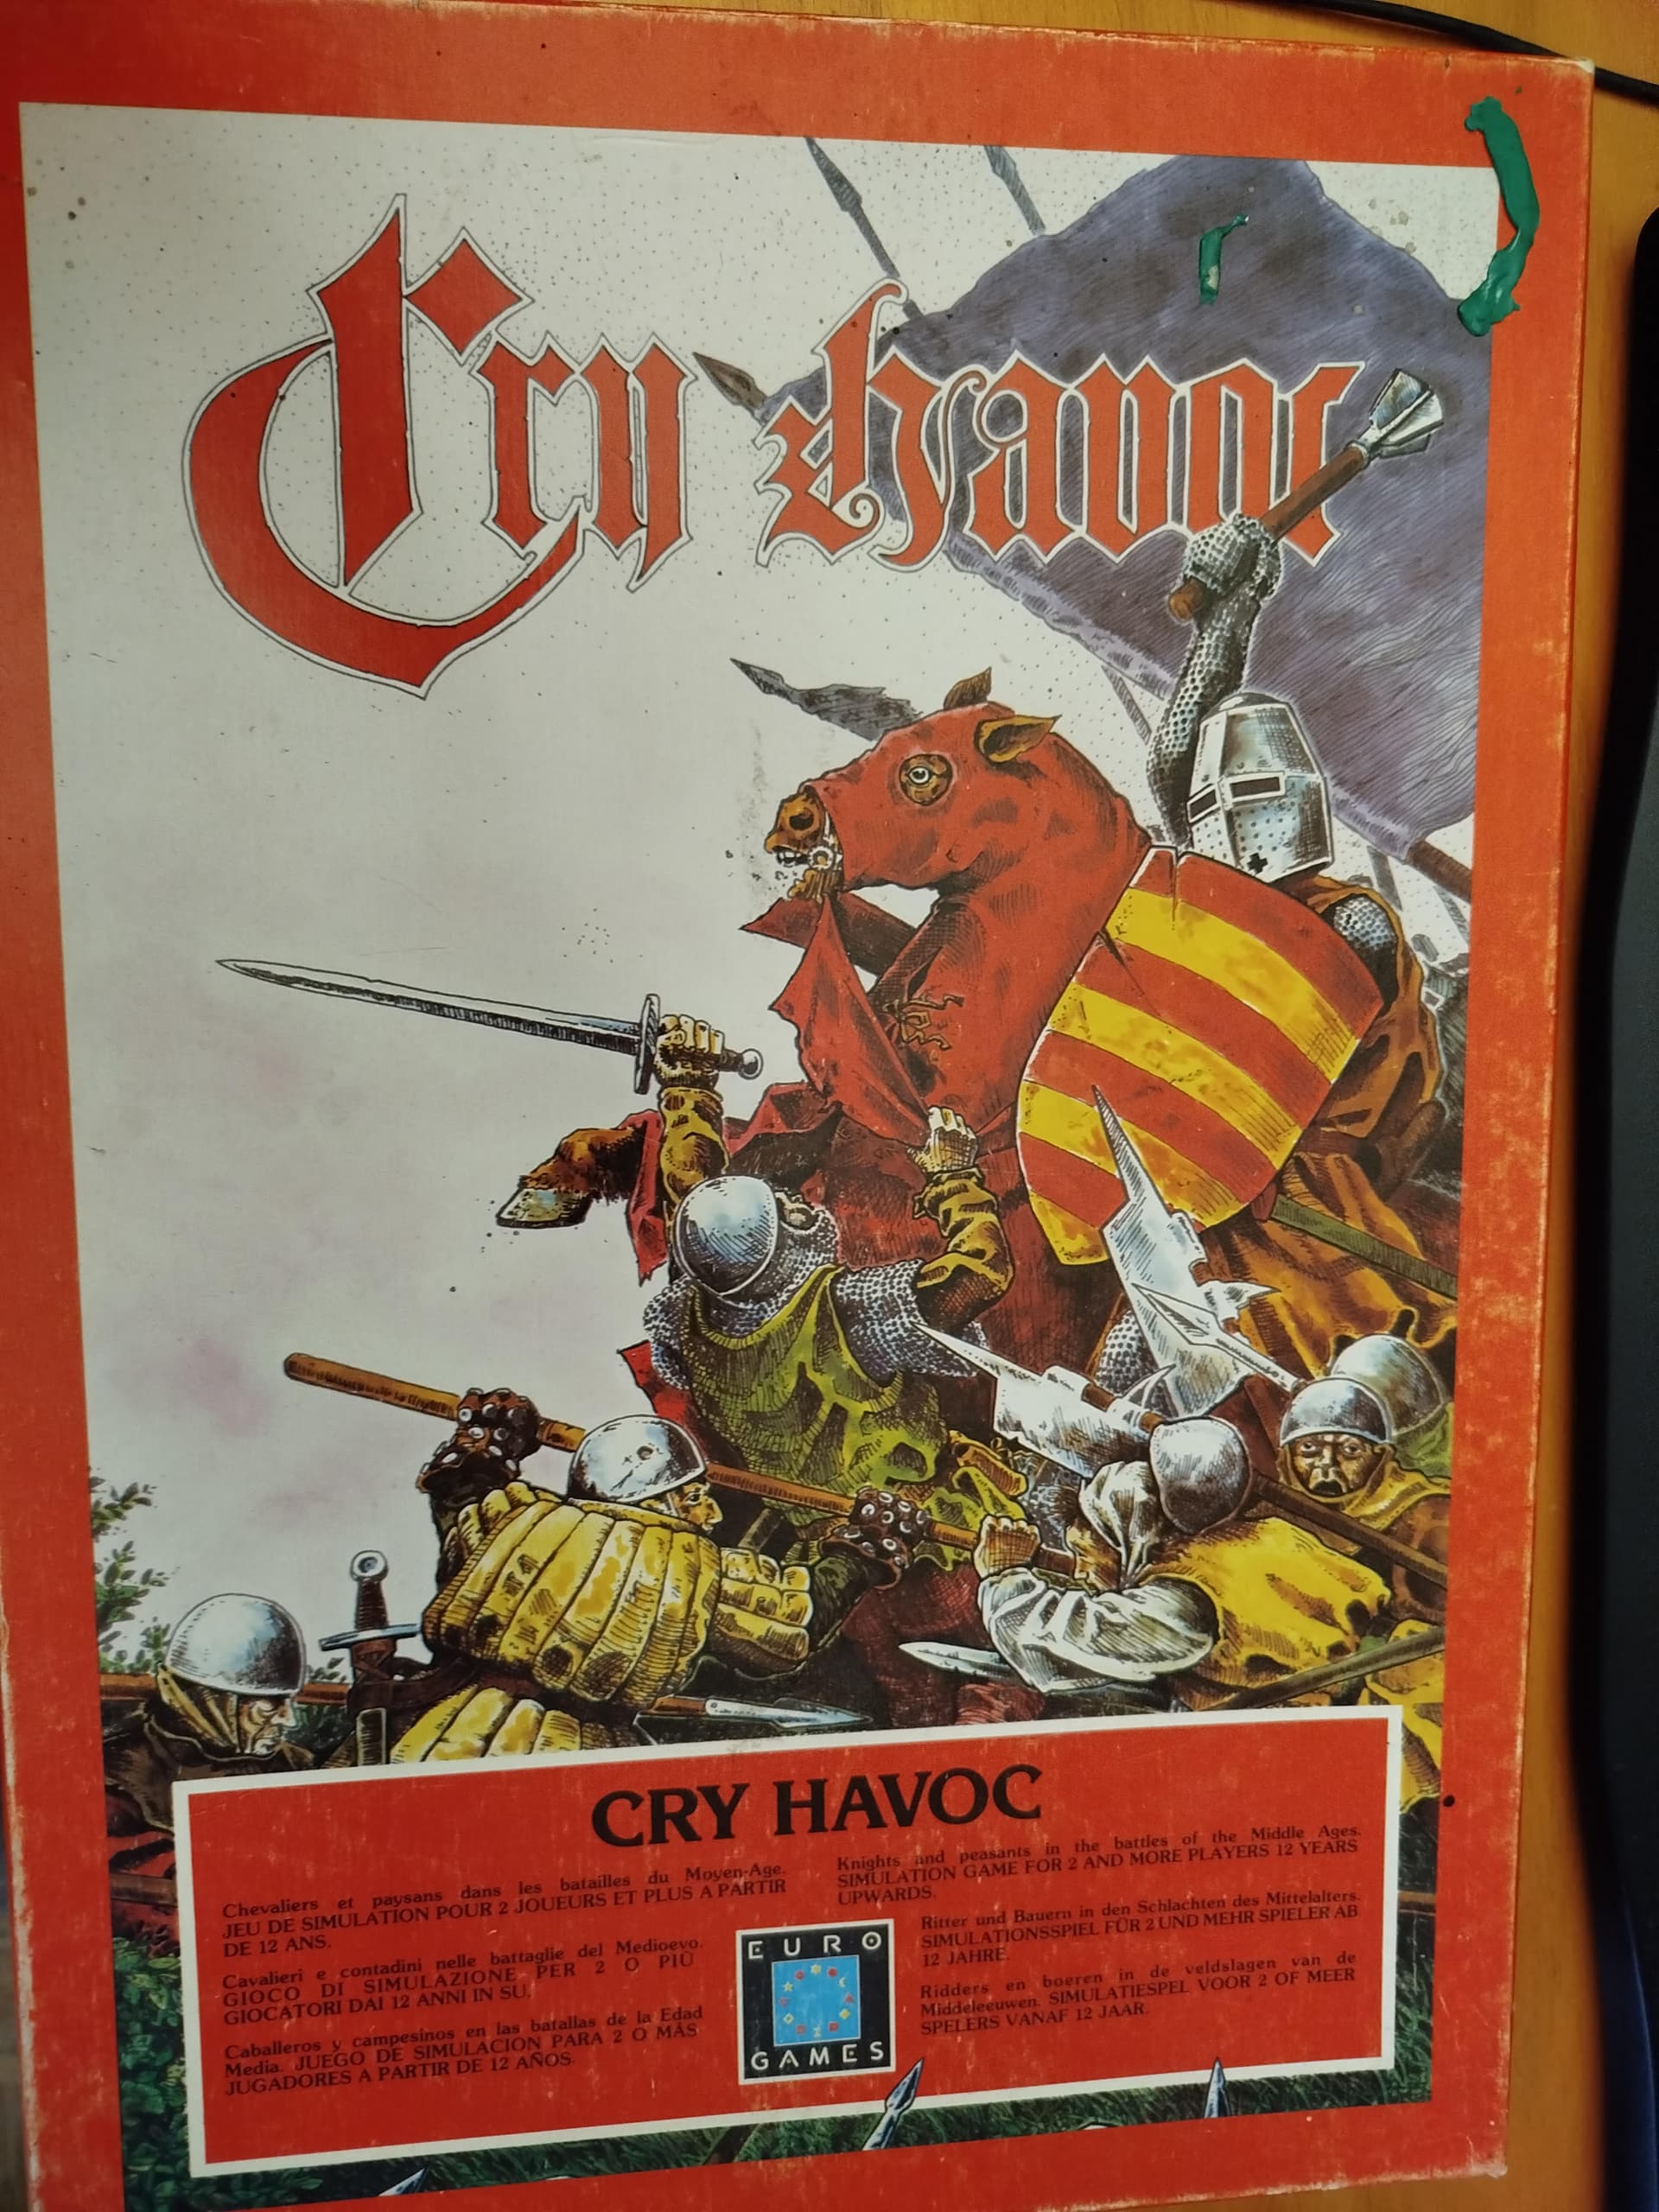 Cry Havoc
CRY HAVOC
Chevaliers et paysans dans les batailles du Moyen-Age.
JEU DE SIMULATION POUR 2 JOUEURS ET PLUS A PARTIR
DE 12 ANS.
Cavalieri e contadini nelle battaglie del Medioevo.
GIOCO DI SIMULAZIONE PER 2 O PIÙ
GIOCATORI DAI 12 ANNI IN SU.
Caballeros y campesinos en las batallas de la Edad
Media. JUEGO DE SIMULACION PARA 2 O MÁS
JUGADORES A PARTIR DE 12 AÑOS.
Knights and peasants in the battles of the Middle Ages.
SIMULATION GAME FOR 2 AND MORE PLAYERS 12 YEARS
UPWARDS.
Ritter und Bauern in den Schlachten des Mittelalters.
SIMULATIONSSPIEL FÜR 2 UND MEHR SPIELER AB
12 JAHRE.
Ridders en boeren in de veldslagen van de
Middeleeuwen. SIMULATIESPEL VOOR 2 OF MEER
SPELERS VANAF 12 JAAR.
EURO
GAMES